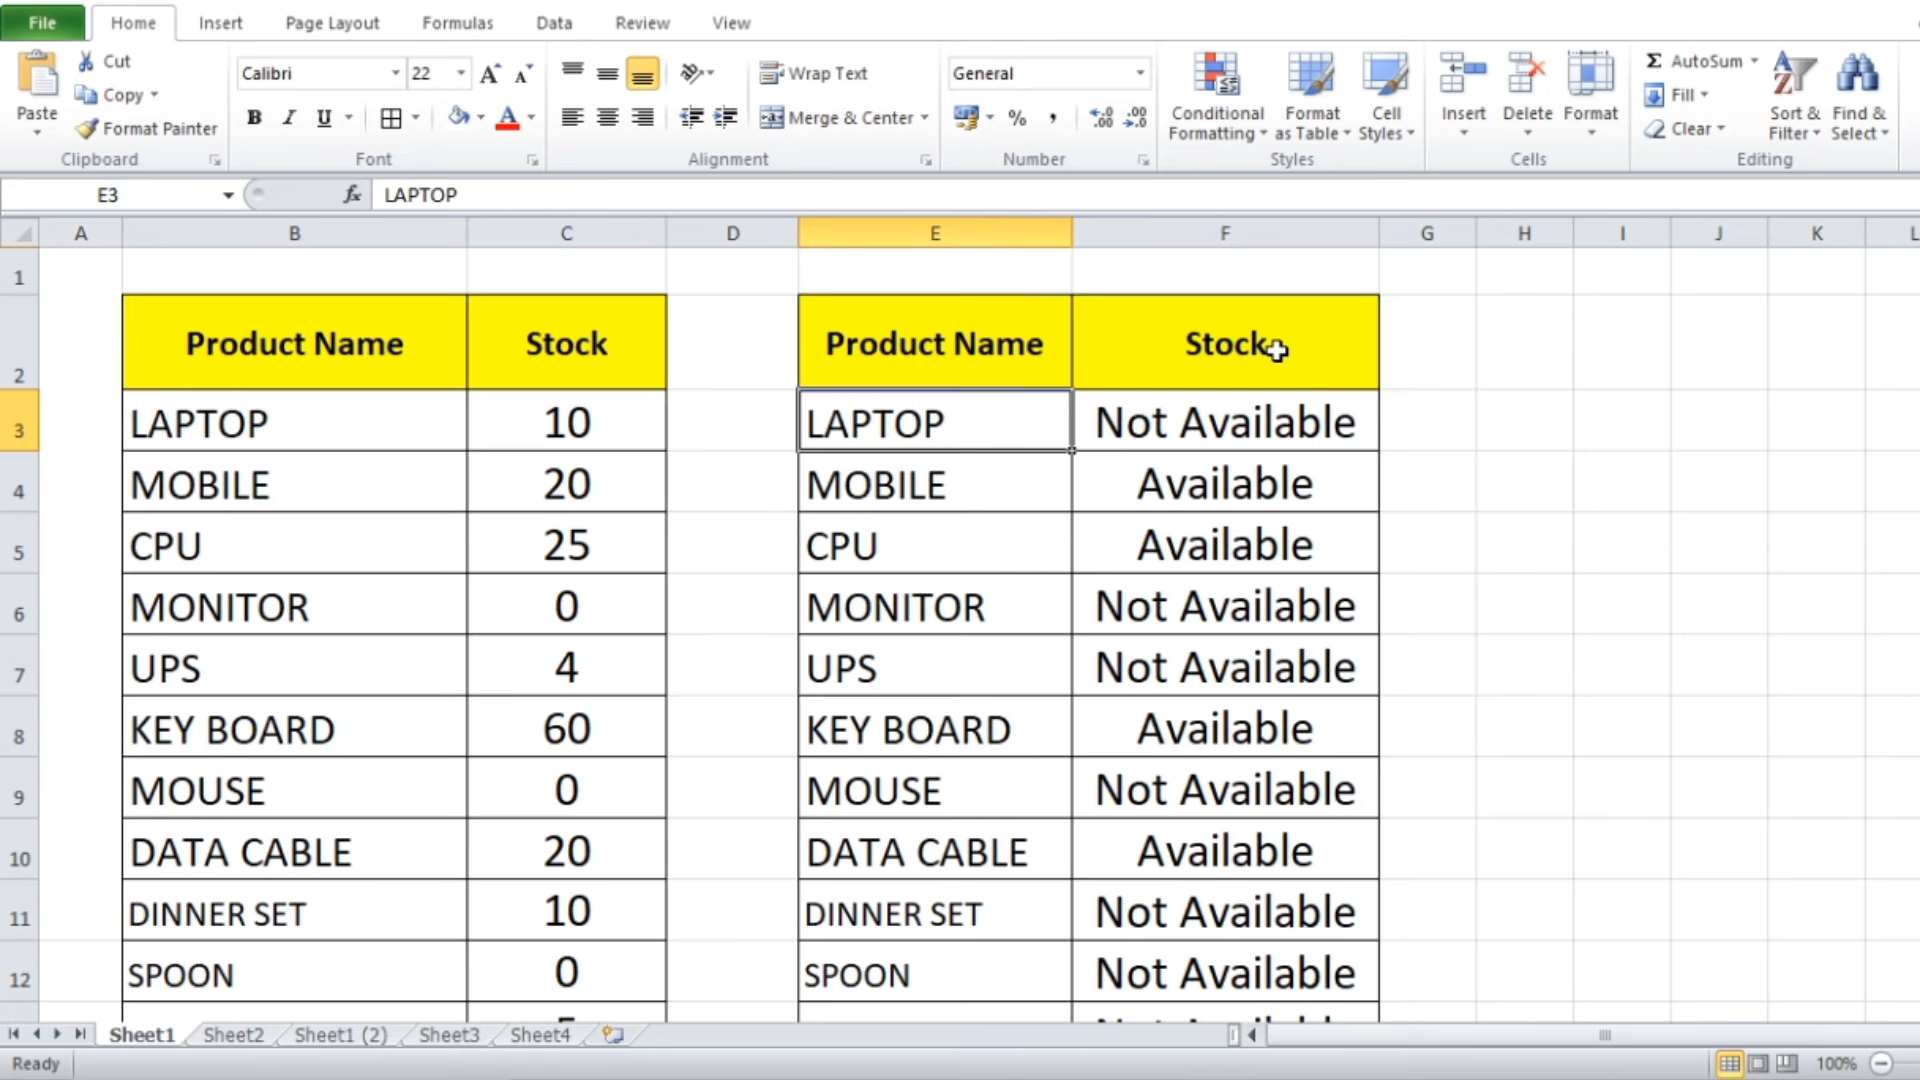 File Home Insert Page Layout Formulas Data Review View
Cut
Copy
Format Painter
Paste
Clipboard
Calibri 22 A A
B I U A
Font
Wrap Text
Merge & Center
Alignment
General
% ,
Number
Conditional Formatting
Format as Table
Cell Styles
Styles
Insert Delete Format
Cells
Σ AutoSum
Fill
Clear
Sort & Filter
Find & Select
Editing
E3 fx LAPTOP
A B C D E F G H I J K L
1
2 Product Name Stock Product Name Stock
3 LAPTOP 10 LAPTOP Not Available
4 MOBILE 20 MOBILE Available
5 CPU 25 CPU Available
6 MONITOR 0 MONITOR Not Available
7 UPS 4 UPS Not Available
8 KEY BOARD 60 KEY BOARD Available
9 MOUSE 0 MOUSE Not Available
10 DATA CABLE 20 DATA CABLE Available
11 DINNER SET 10 DINNER SET Not Available
12 SPOON 0 SPOON Not Available
Sheet1 Sheet2 Sheet1 (2) Sheet3 Sheet4
Ready 100%